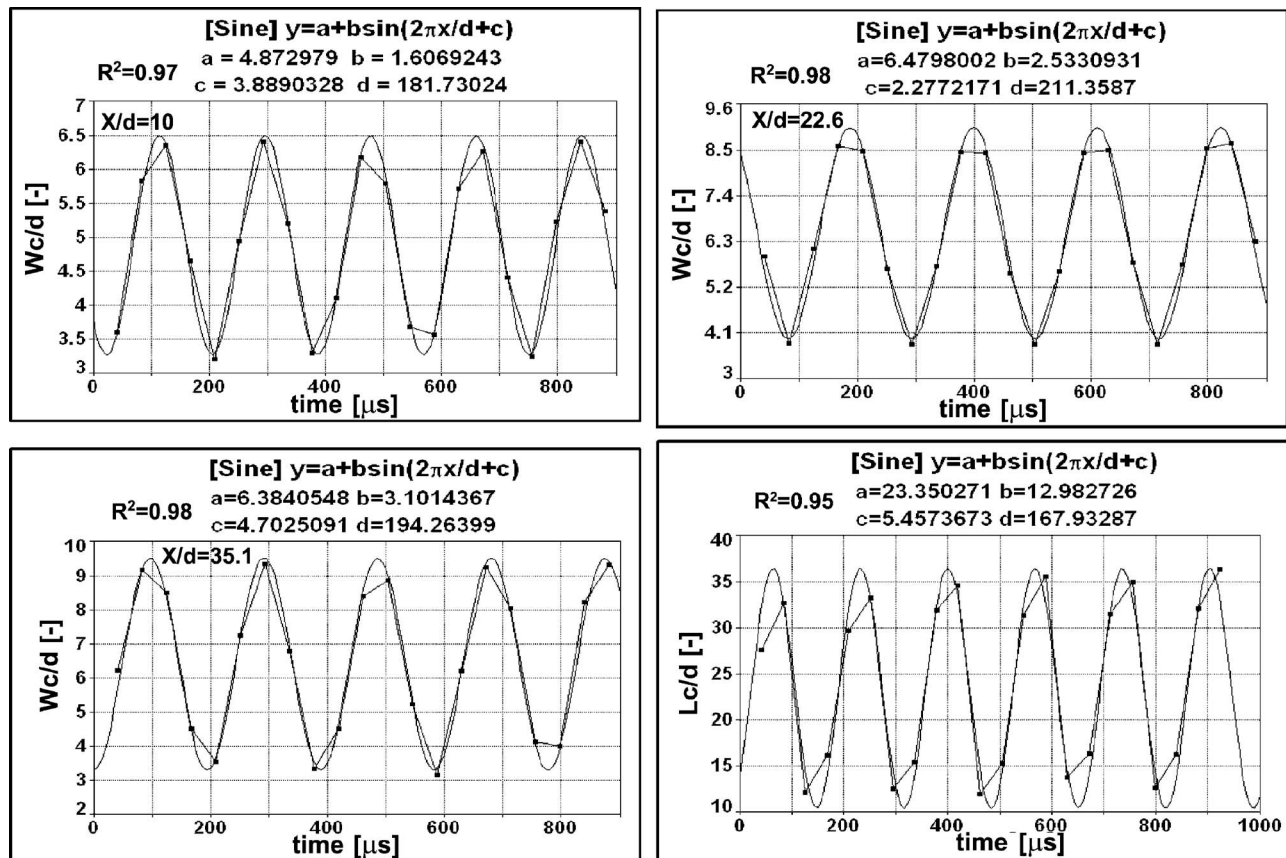 [Sine] y=a+bsin(2πx/d+c)
a = 4.872979 b = 1.6069243
R²=0.97
c = 3.8890328 d = 181.73024
X/d=10
7
6.5
6
5.5
5
4.5
4
3.5
3
Wc/d [-]
0 200 400 600 800
time [μs]
[Sine] y=a+bsin(2πx/d+c)
a=6.4798002 b=2.5330931
R²=0.98
c=2.2772171 d=211.3587
X/d=22.6
9.6
8.5
7.4
6.3
5.2
4.1
3
Wc/d [-]
0 200 400 600 800
time [μs]
[Sine] y=a+bsin(2πx/d+c)
a=6.3840548 b=3.1014367
R²=0.98
c=4.7025091 d=194.26399
X/d=35.1
10
9
8
7
6
5
4
3
2
Wc/d [-]
0 200 400 600 800
time [μs]
[Sine] y=a+bsin(2πx/d+c)
a=23.350271 b=12.982726
R²=0.95
c=5.4573673 d=167.93287
40
35
30
25
20
15
10
Lc/d [-]
0 200 400 600 800 1000
time [μs]